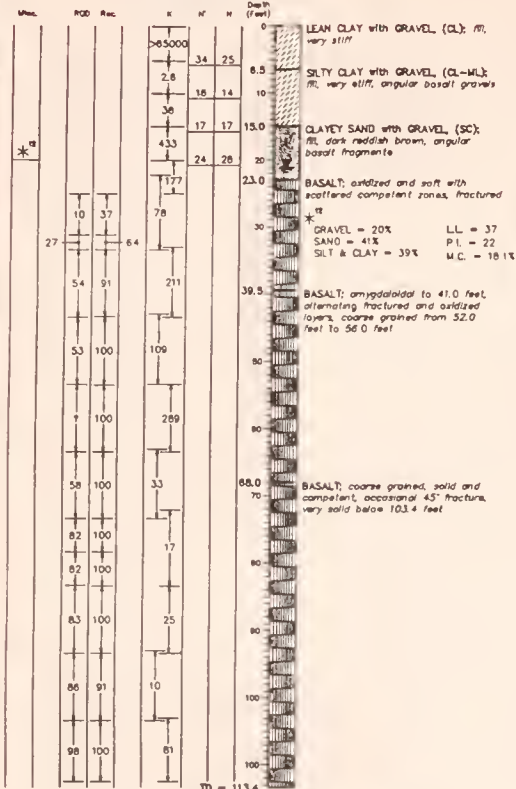 Misc.
RQD Rec.
K N' N Depth
(Feet)
0
>65000
34 25
2.6
6.5
18 14
38
17 17
15.0
433
* 12
24 28
20
177
23.0
10 37
78
27 64
30
54 91
211
39.5
53 100
109
? 100
289
60
58 100
33
68.0
70
82 100
17
82 100
83 100
25
90
86 91
10
100
98 100
81
TD = 113.4
LEAN CLAY with GRAVEL, (CL); fill,
very stiff
SILTY CLAY with GRAVEL, (CL-ML);
fill, very stiff, angular basalt gravels
CLAYEY SAND with GRAVEL, (SC);
fill, dark reddish brown, angular
basalt fragments
BASALT; oxidized and soft with
scattered competent zones, fractured
* 12
GRAVEL = 20% L.L. = 37
SAND = 41% P.I. = 22
SILT & CLAY = 39% M.C. = 18.1%
BASALT; amygdaloidal to 41.0 feet,
alternating fractured and oxidized
layers, coarse grained from 52.0
feet to 56.0 feet
BASALT; coarse grained, solid and
competent, occasional 45° fracture,
very solid below 103.4 feet